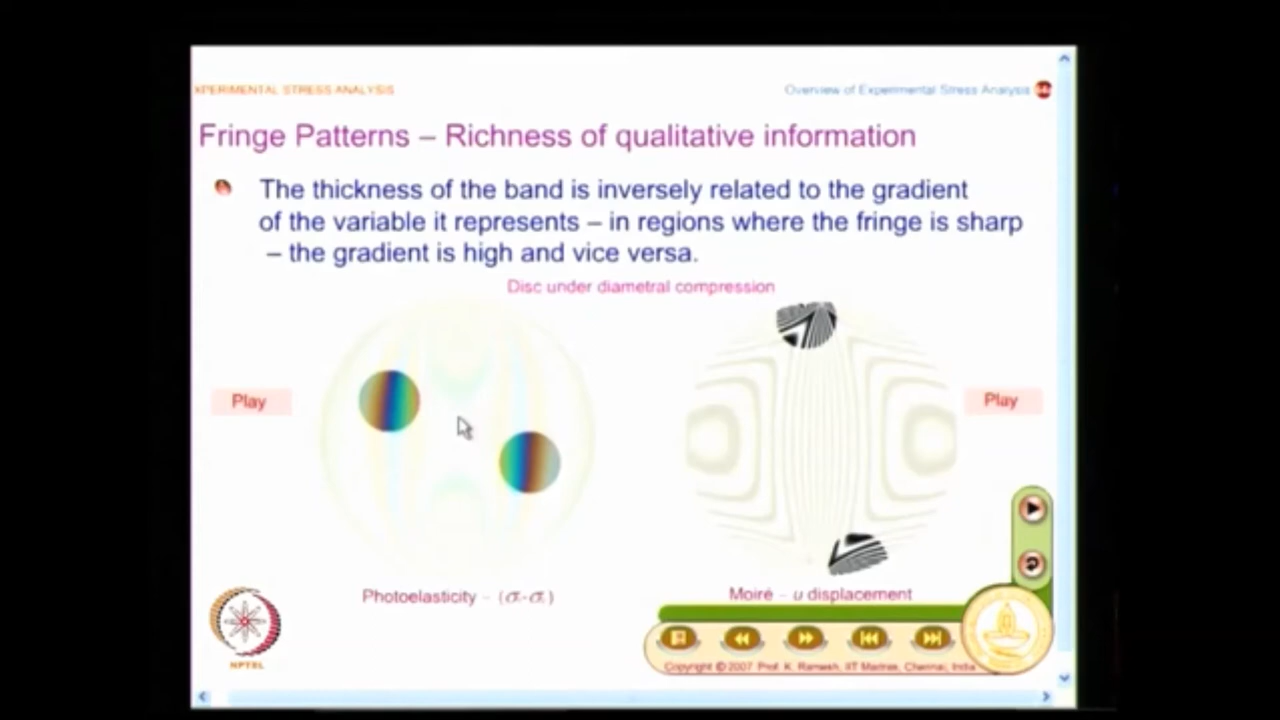 XPERIMENTAL STRESS ANALYSIS
Overview of Experimental Stress Analysis
Fringe Patterns – Richness of qualitative information
The thickness of the band is inversely related to the gradient
of the variable it represents – in regions where the fringe is sharp
– the gradient is high and vice versa.
Disc under diametral compression
Play
Play
Photoelasticity –
Moiré – u displacement
NPTEL
Copyright © 2007 Prof. K. Ramesh, IIT Madras, Chennai, India